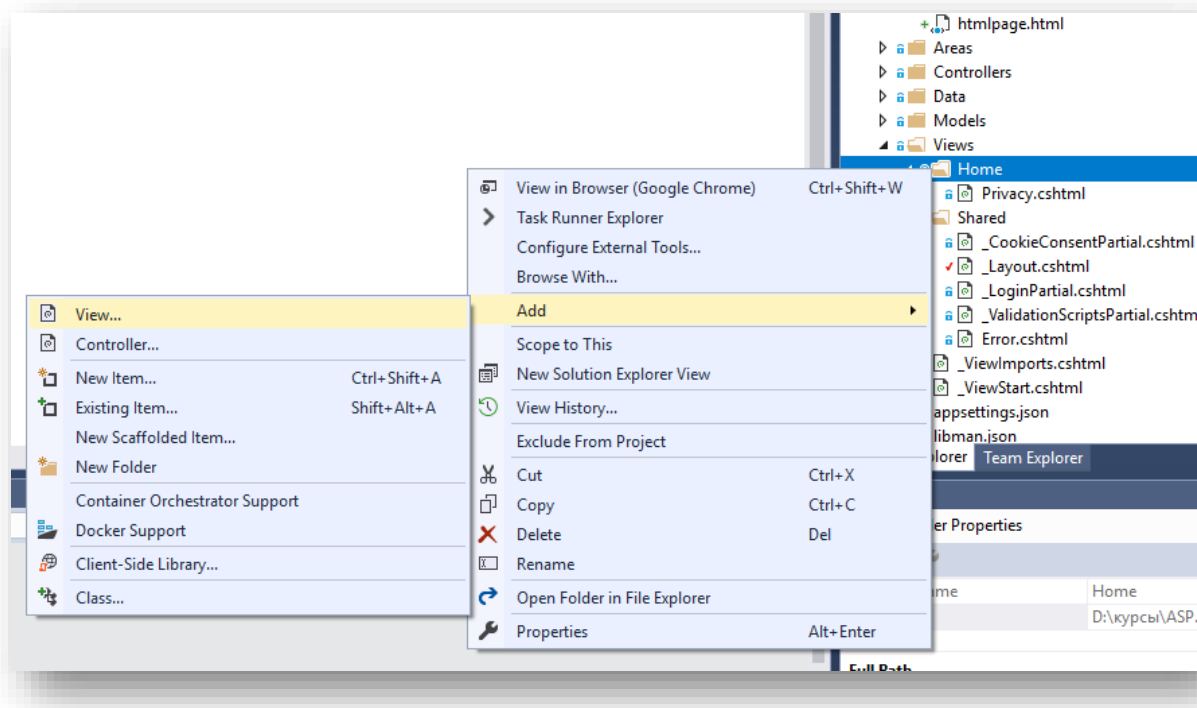 htmlpage.html
Areas
Controllers
Data
Models
Views
Home
Privacy.cshtml
Shared
_CookieConsentPartial.cshtml
_Layout.cshtml
_LoginPartial.cshtml
_ValidationScriptsPartial.cshtm
Error.cshtml
_ViewImports.cshtml
_ViewStart.cshtml
appsettings.json
libman.json
View in Browser (Google Chrome) Ctrl+Shift+W
Task Runner Explorer
Configure External Tools...
Browse With...
Add
Scope to This
New Solution Explorer View
View History...
Exclude From Project
Cut Ctrl+X
Copy Ctrl+C
Delete Del
Rename
Open Folder in File Explorer
Properties Alt+Enter
View...
Controller...
New Item... Ctrl+Shift+A
Existing Item... Shift+Alt+A
New Scaffolded Item...
New Folder
Container Orchestrator Support
Docker Support
Client-Side Library...
Class...
lorer Team Explorer
er Properties
me Home
D:\курсы\ASP.
Full Path